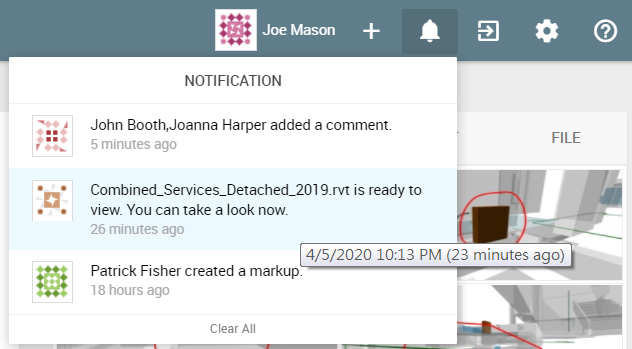 Joe Mason
NOTIFICATION
John Booth,Joanna Harper added a comment.
5 minutes ago
Combined_Services_Detached_2019.rvt is ready to
view. You can take a look now.
26 minutes ago
4/5/2020 10:13 PM (23 minutes ago)
Patrick Fisher created a markup.
18 hours ago
Clear All
FILE